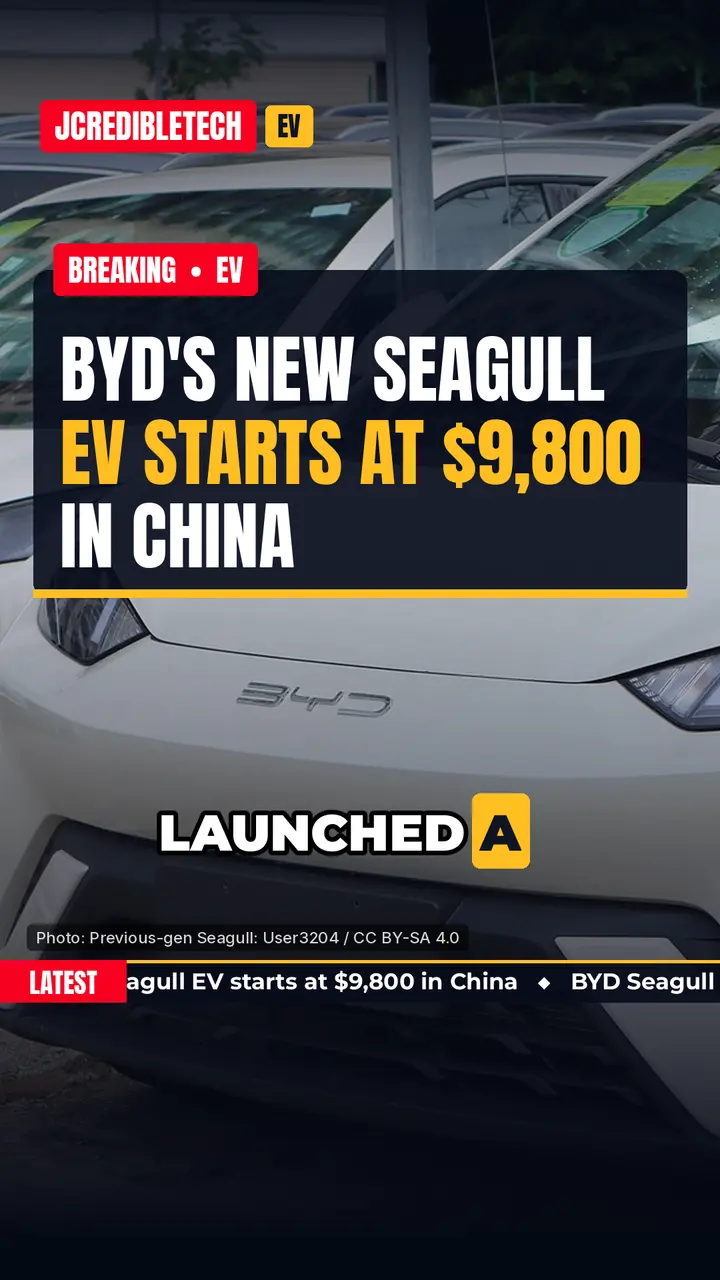 JCREDIBLETECH EV
BREAKING • EV
BYD'S NEW SEAGULL
EV STARTS AT $9,800
IN CHINA
BYD
LAUNCHED A
Photo: Previous-gen Seagull: User3204 / CC BY-SA 4.0
LATEST agull EV starts at $9,800 in China ◆ BYD Seagull